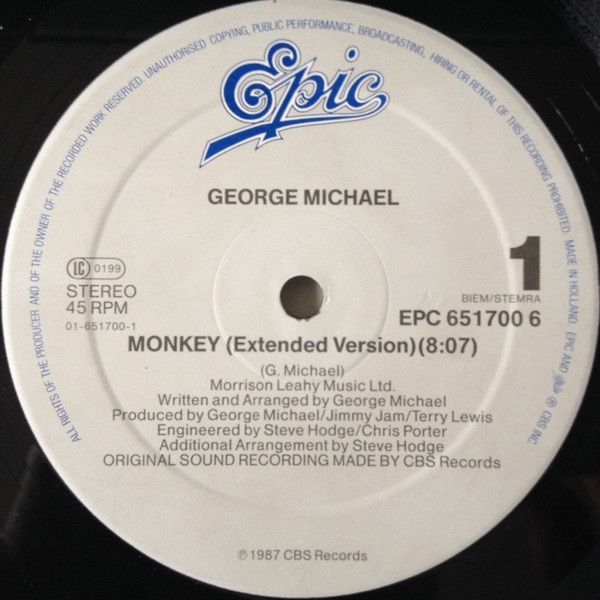 ALL RIGHTS OF THE PRODUCER AND OF THE OWNER OF THE RECORDED WORK RESERVED. UNAUTHORISED COPYING, PUBLIC PERFORMANCE, BROADCASTING, HIRING OR RENTAL OF THIS RECORDING PROHIBITED. MADE IN HOLLAND. EPIC AND Epic ® CBS INC.
Epic
GEORGE MICHAEL
LC 0199
STEREO
45 RPM
01-651700-1
1
BIEM/STEMRA
EPC 651700 6
MONKEY (Extended Version)(8:07)
(G. Michael)
Morrison Leahy Music Ltd.
Written and Arranged by George Michael
Produced by George Michael/Jimmy Jam/Terry Lewis
Engineered by Steve Hodge/Chris Porter
Additional Arrangement by Steve Hodge
ORIGINAL SOUND RECORDING MADE BY CBS Records
℗ 1987 CBS Records